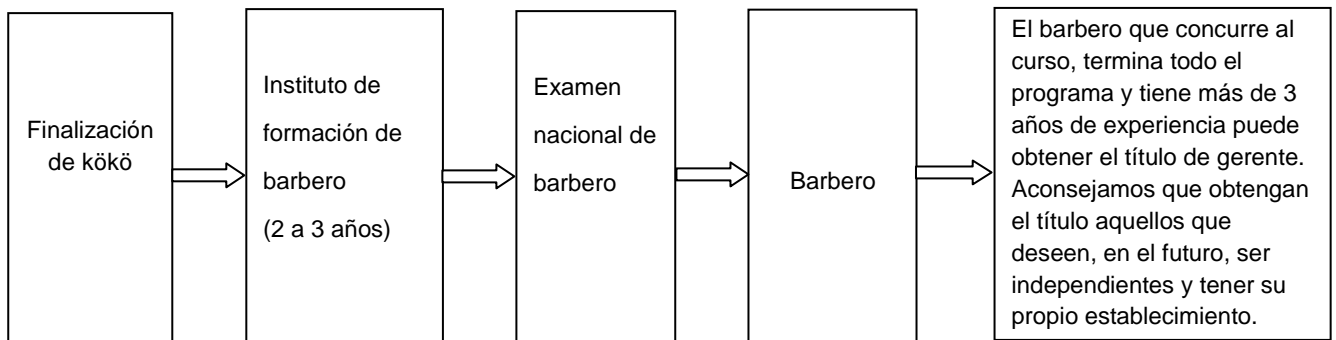 Finalización
de kökö
Instituto de
formación de
barbero
(2 a 3 años)
Examen
nacional de
barbero
Barbero
El barbero que concurre al
curso, termina todo el
programa y tiene más de 3
años de experiencia puede
obtener el título de gerente.
Aconsejamos que obtengan
el título aquellos que
deseen, en el futuro, ser
independientes y tener su
propio establecimiento.